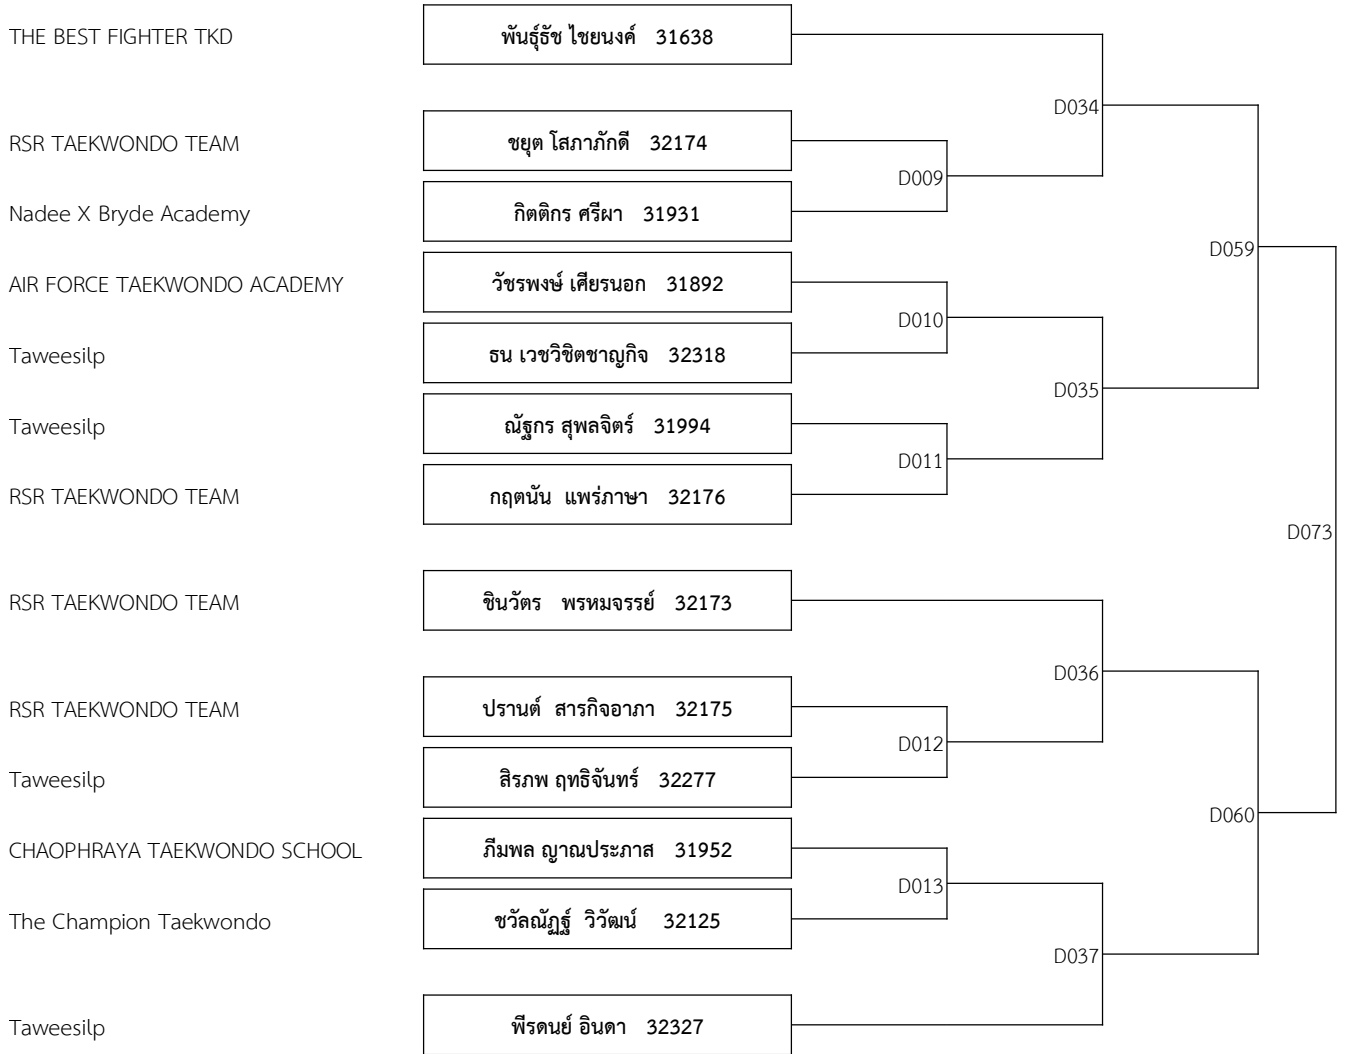 THE BEST FIGHTER TKD พันธุ์ธัช ไชยนงค์ 31638
D034
RSR TAEKWONDO TEAM ชยุต โสภาภักดี 32174
D009
Nadee X Bryde Academy กิตติกร ศรีผา 31931
D059
AIR FORCE TAEKWONDO ACADEMY วัชรพงษ์ เศียรนอก 31892
D010
Taweesilp ธน เวชวิชิตชาญกิจ 32318
D035
Taweesilp ณัฐกร สุพลจิตร์ 31994
D011
RSR TAEKWONDO TEAM กฤตนัน แพร่ภาษา 32176
D073
RSR TAEKWONDO TEAM ชินวัตร พรหมจรรย์ 32173
D036
RSR TAEKWONDO TEAM ปรานต์ สารกิจอาภา 32175
D012
Taweesilp สิรภพ ฤทธิจันทร์ 32277
D060
CHAOPHRAYA TAEKWONDO SCHOOL ภีมพล ญาณประภาส 31952
D013
The Champion Taekwondo ชวัลณัฏฐ์ วิวัฒน์ 32125
D037
Taweesilp พีรดนย์ อินดา 32327